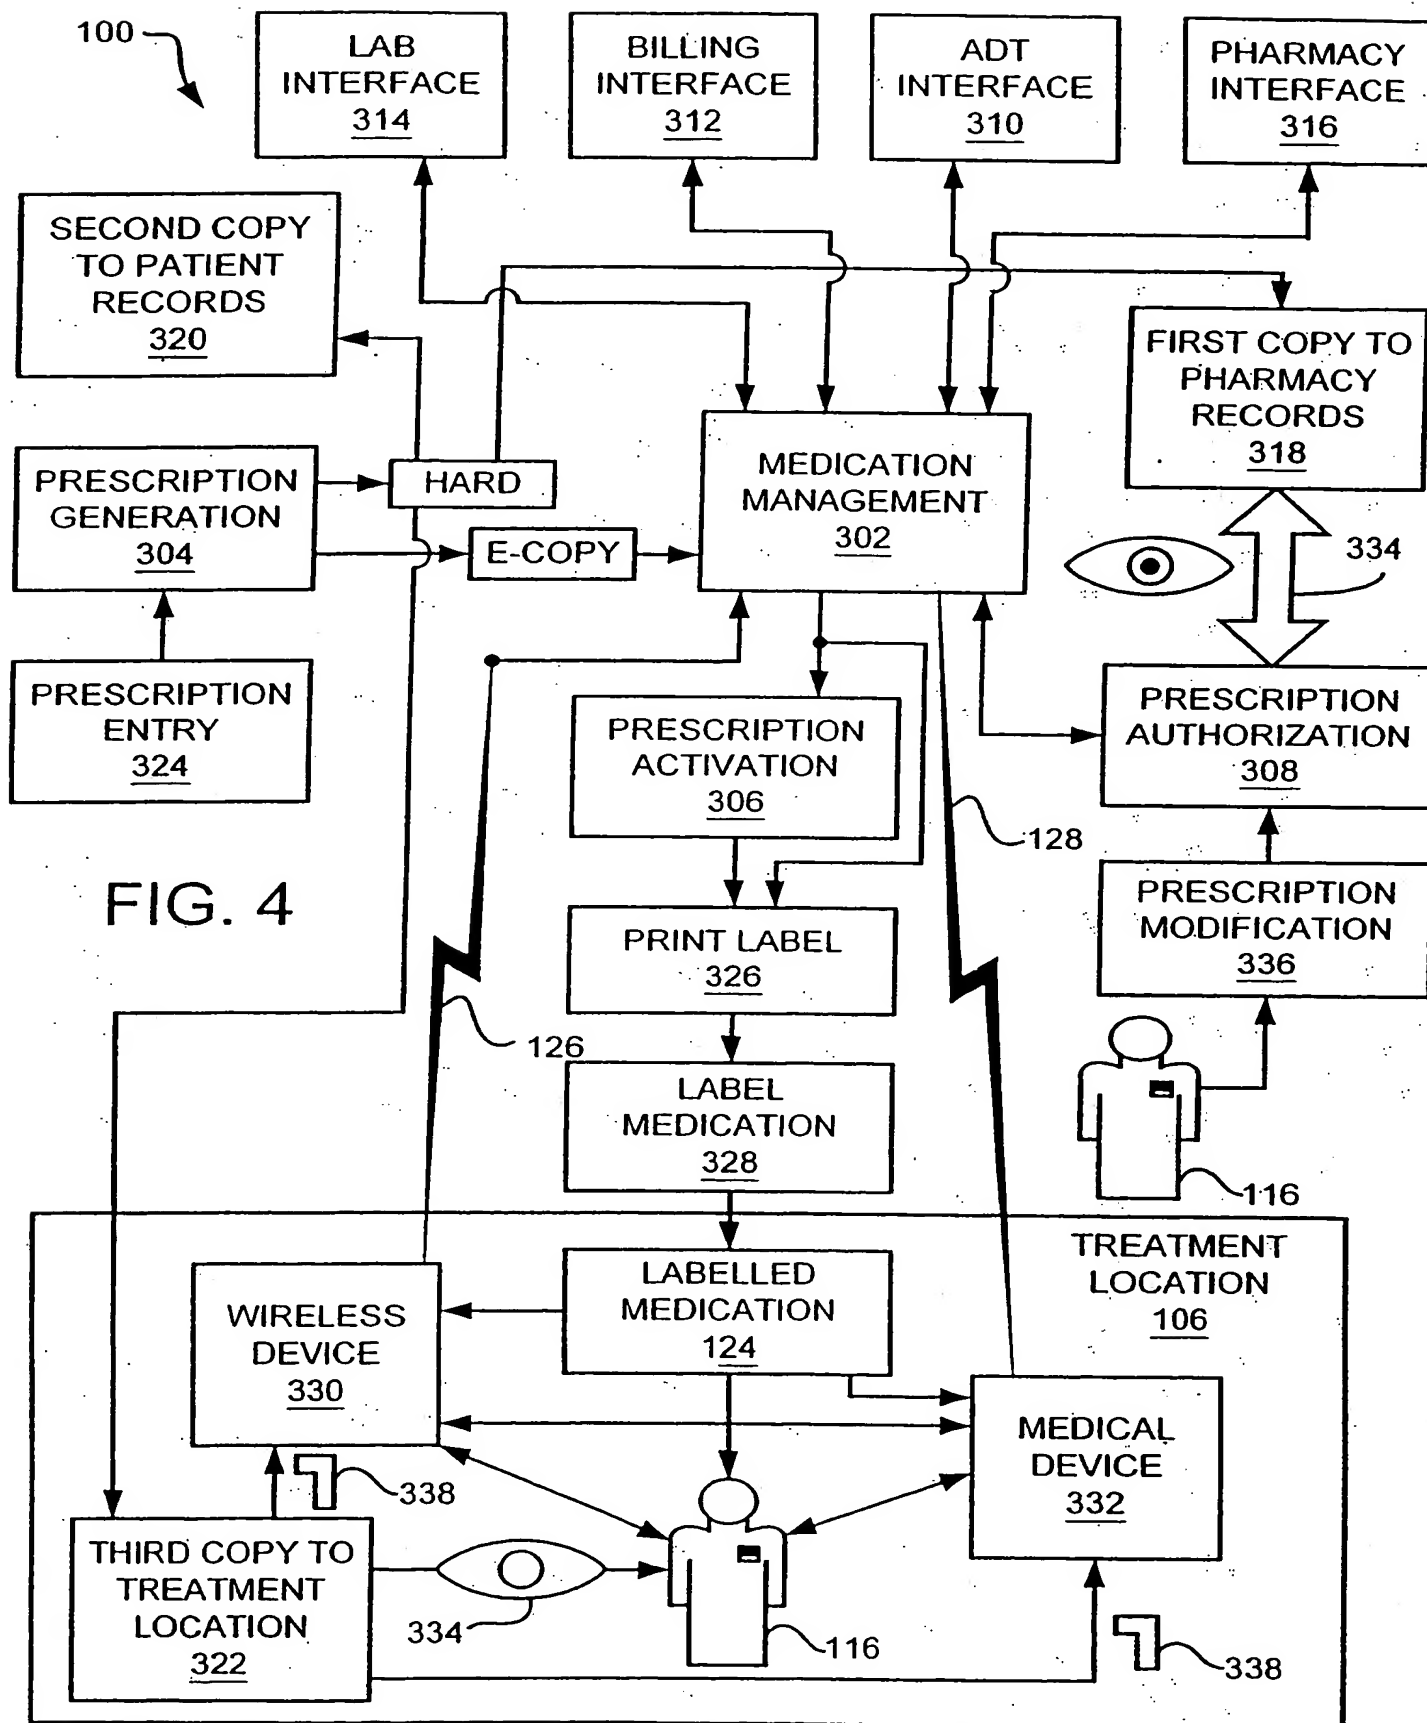 100
LAB
INTERFACE
314
BILLING
INTERFACE
312
ADT
INTERFACE
310
PHARMACY
INTERFACE
316
SECOND COPY
TO PATIENT
RECORDS
320
FIRST COPY TO
PHARMACY
RECORDS
318
PRESCRIPTION
GENERATION
304
HARD
E-COPY
MEDICATION
MANAGEMENT
302
334
PRESCRIPTION
ENTRY
324
PRESCRIPTION
ACTIVATION
306
PRESCRIPTION
AUTHORIZATION
308
128
FIG. 4
PRINT LABEL
326
PRESCRIPTION
MODIFICATION
336
126
LABEL
MEDICATION
328
116
TREATMENT
LOCATION
106
LABELLED
MEDICATION
124
WIRELESS
DEVICE
330
MEDICAL
DEVICE
332
338
THIRD COPY TO
TREATMENT
LOCATION
322
334
116
338